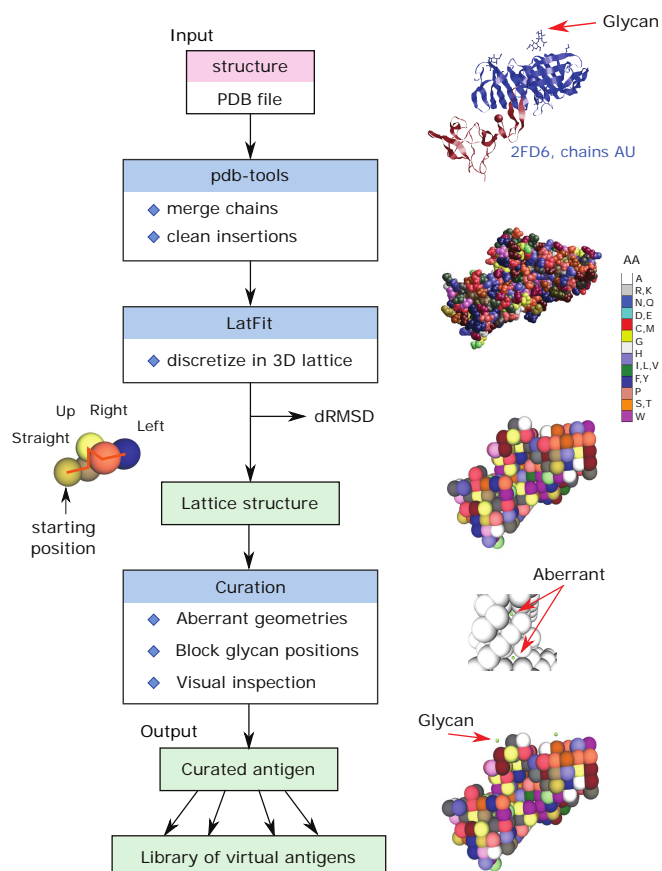 Input
structure
PDB file
Glycan
2FD6, chains AU
pdb-tools
merge chains
clean insertions
AA
A
R,K
N,Q
D,E
C,M
G
H
I,L,V
F,Y
P
S,T
W
LatFit
discretize in 3D lattice
dRMSD
Up
Right
Straight
Left
starting
position
Lattice structure
Curation
Aberrant geometries
Block glycan positions
Visual inspection
Aberrant
Output
Glycan
Curated antigen
Library of virtual antigens